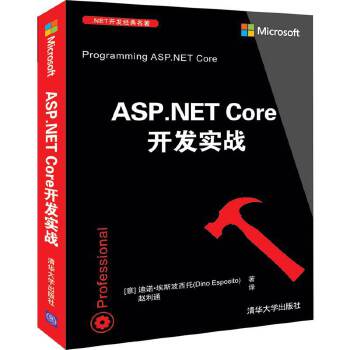 .NET开发经典名著
Microsoft
Programming ASP.NET Core
ASP.NET Core
开发实战
Professional
[意] 迪诺·埃斯波西托(Dino Esposito) 著
赵利通 译
清华大学出版社
Microsoft
ASP.NET Core开发实战
清华大学出版社